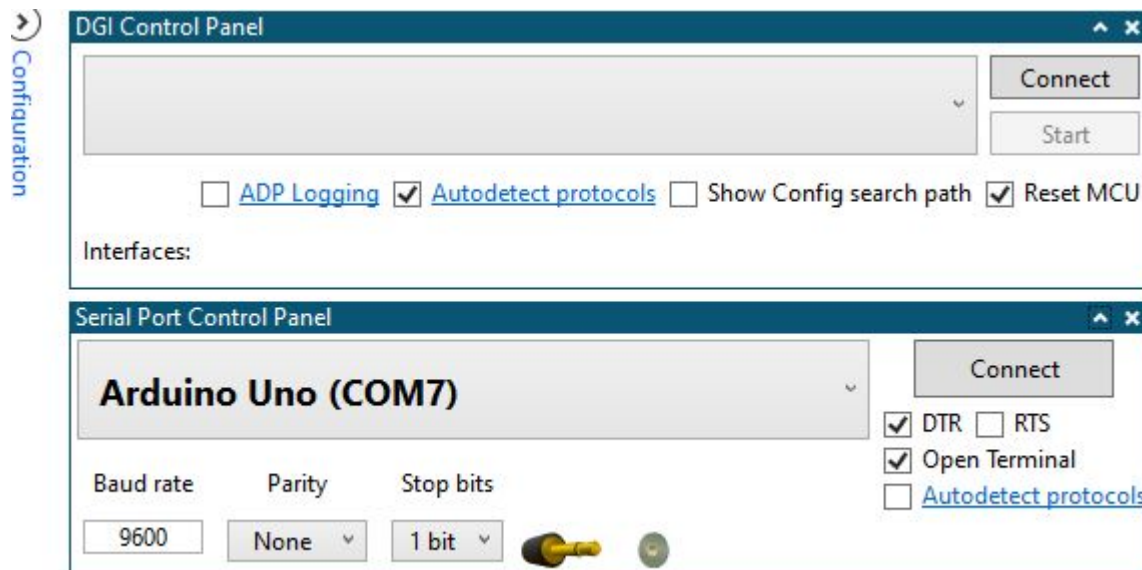 Configuration
DGI Control Panel
Connect
Start
ADP Logging Autodetect protocols Show Config search path Reset MCU
Interfaces:
Serial Port Control Panel
Arduino Uno (COM7)
Connect
DTR RTS
Open Terminal
Autodetect protocols
Baud rate Parity Stop bits
9600 None 1 bit